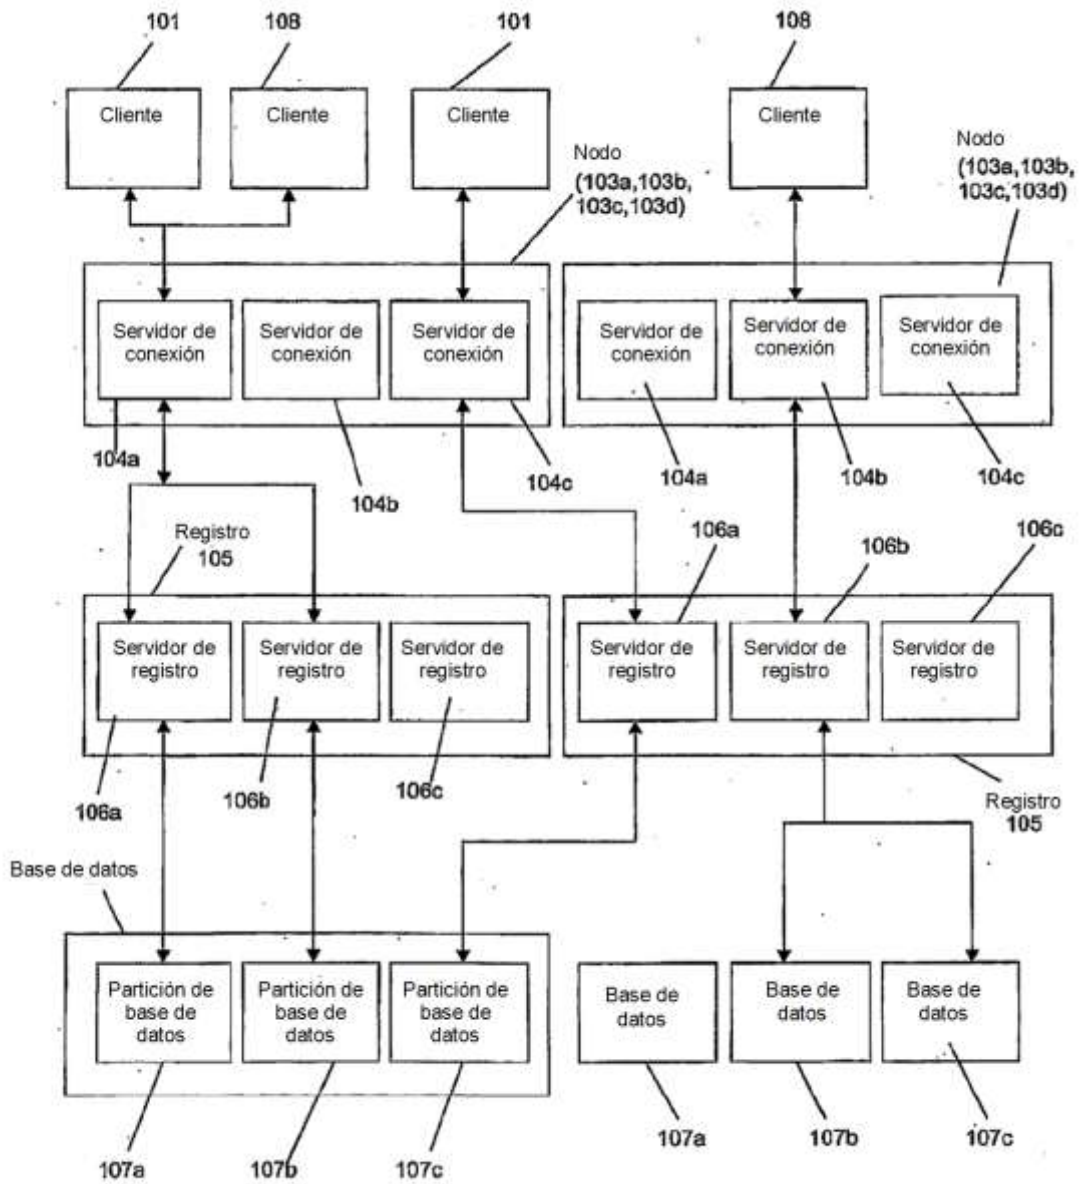 101
108
101
108
Cliente
Cliente
Cliente
Cliente
Nodo
(103a,103b,
103c,103d)
Nodo
(103a,103b,
103c,103d)
Servidor de
conexión
Servidor de
conexión
Servidor de
conexión
Servidor de
conexión
Servidor de
conexión
Servidor de
conexión
104a
104b
104c
104a
104b
104c
Registro
105
106a
106b
106c
Servidor de
registro
Servidor de
registro
Servidor de
registro
Servidor de
registro
Servidor de
registro
Servidor de
registro
106a
106b
106c
Registro
105
Base de datos
Partición de
base de
datos
Partición de
base de
datos
Partición de
base de
datos
Base de
datos
Base de
datos
Base de
datos
107a
107b
107c
107a
107b
107c